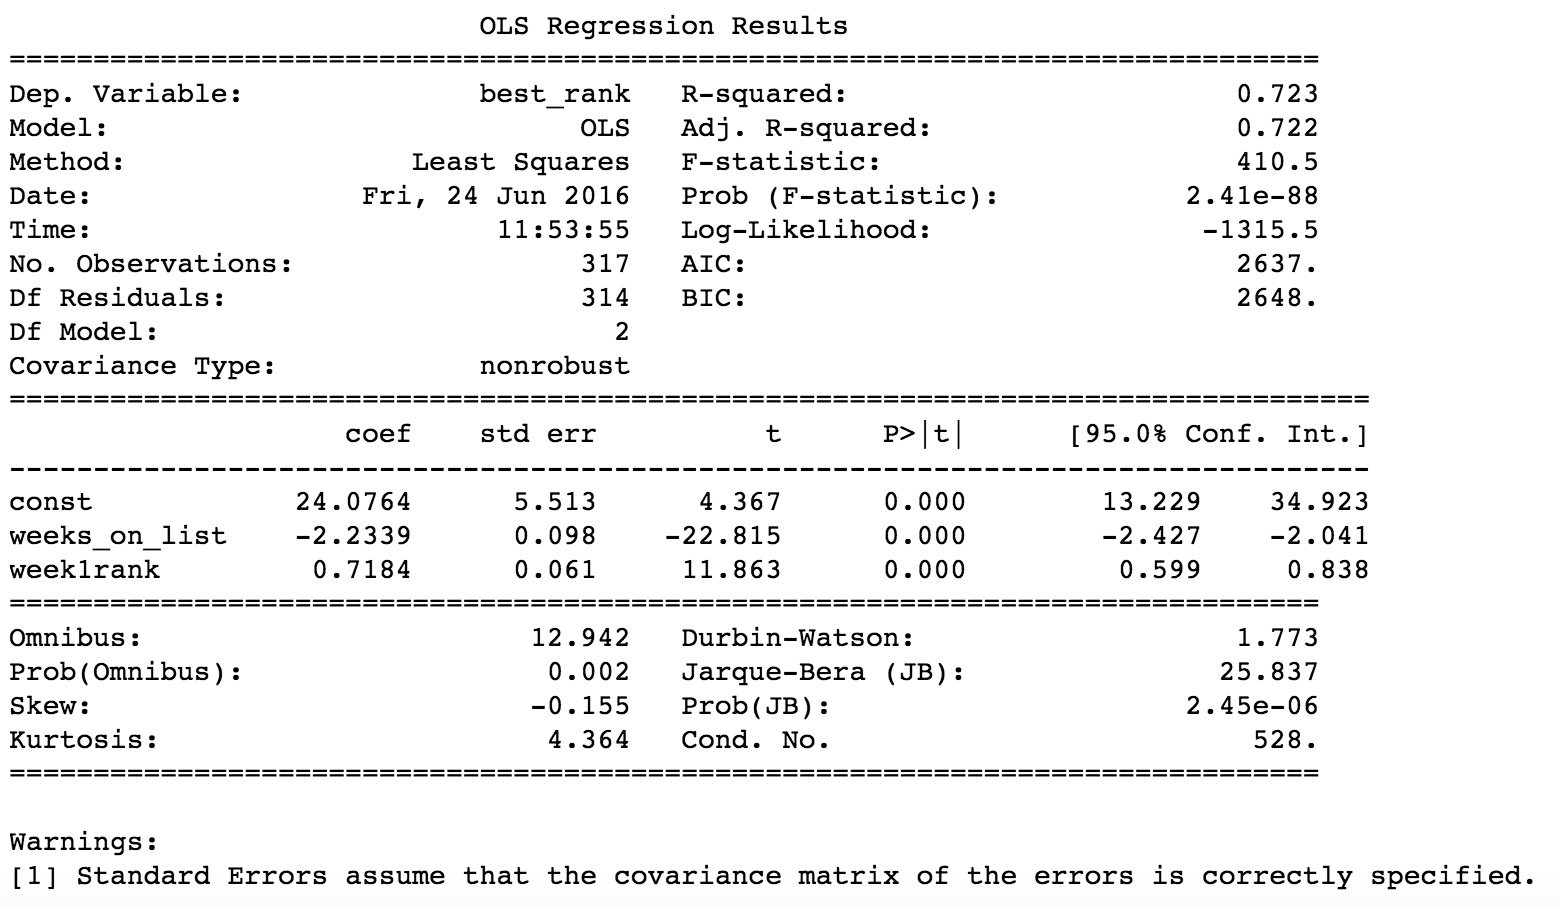 OLS Regression Results
==============================================================================
Dep. Variable: best_rank R-squared: 0.723
Model: OLS Adj. R-squared: 0.722
Method: Least Squares F-statistic: 410.5
Date: Fri, 24 Jun 2016 Prob (F-statistic): 2.41e-88
Time: 11:53:55 Log-Likelihood: -1315.5
No. Observations: 317 AIC: 2637.
Df Residuals: 314 BIC: 2648.
Df Model: 2
Covariance Type: nonrobust
=================================================================================
coef std err t P>|t| [95.0% Conf. Int.]
---------------------------------------------------------------------------------
const 24.0764 5.513 4.367 0.000 13.229 34.923
weeks_on_list -2.2339 0.098 -22.815 0.000 -2.427 -2.041
week1rank 0.7184 0.061 11.863 0.000 0.599 0.838
==============================================================================
Omnibus: 12.942 Durbin-Watson: 1.773
Prob(Omnibus): 0.002 Jarque-Bera (JB): 25.837
Skew: -0.155 Prob(JB): 2.45e-06
Kurtosis: 4.364 Cond. No. 528.
==============================================================================
Warnings:
[1] Standard Errors assume that the covariance matrix of the errors is correctly specified.